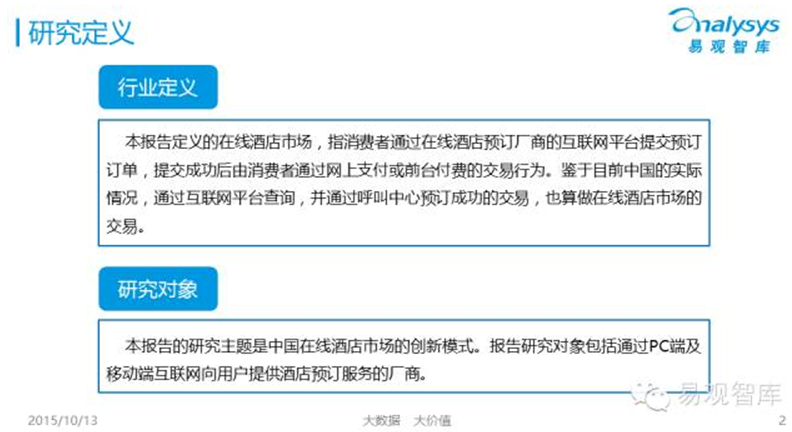 研究定义
analysys
易观智库
行业定义
本报告定义的在线酒店市场，指消费者通过在线酒店预订厂商的互联网平台提交预订
订单，提交成功后由消费者通过网上支付或前台付费的交易行为。鉴于目前中国的实际
情况，通过互联网平台查询，并通过呼叫中心预订成功的交易，也算做在线酒店市场的
交易。
研究对象
本报告的研究主题是中国在线酒店市场的创新模式。报告研究对象包括通过PC端及
移动端互联网向用户提供酒店预订服务的厂商。
易观智库
2015/10/13
大数据 大价值
2